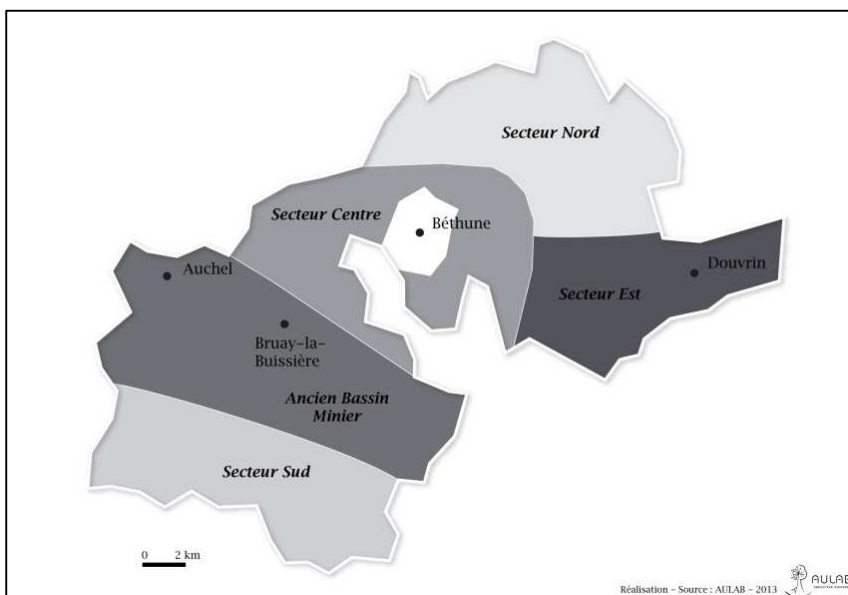 Secteur Nord
Secteur Centre
Béthune
Auchel
Douvrin
Secteur Est
Bruay-la-
Buissière
Ancien Bassin
Minier
Secteur Sud
0 2 km
Réalisation - Source : AULAB - 2013
AULAB